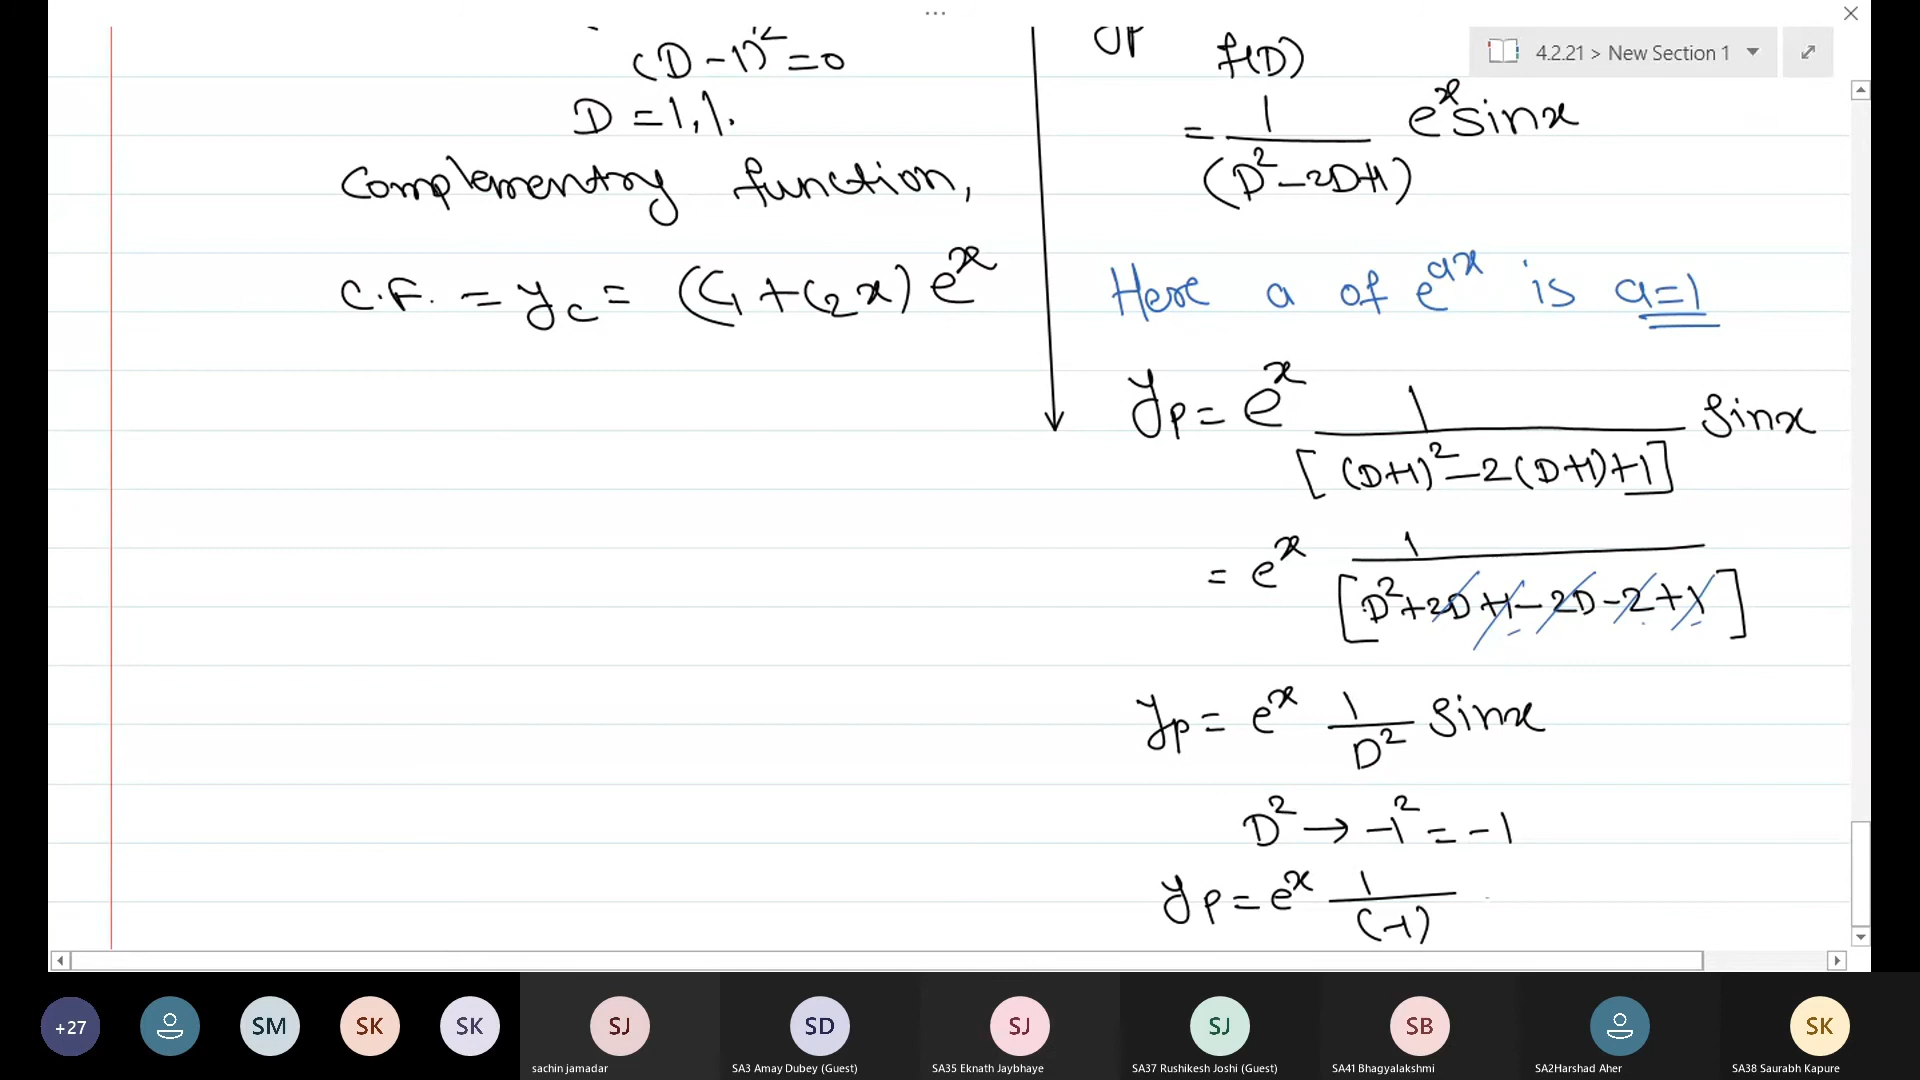 ...
4.2.21 > New Section 1
(D-1)²=0
D=1,1.
Complementry function,
C.F. = yc = (C1+C2x)e^x
or f(D)
= 1/(D²-2D+1) e^x sinx
Here a of e^ax is a=1
yp = e^x 1/[(D+1)²-2(D+1)+1] sinx
= e^x 1/[D²+2D+1-2D-2+1]
yp = e^x 1/D² sinx
D² → -1² = -1
yp = e^x 1/(-1)
+27
SM
SK
SK
SJ
sachin jamadar
SD
SA3 Amay Dubey (Guest)
SJ
SA35 Eknath Jaybhaye
SJ
SA37 Rushikesh Joshi (Guest)
SB
SA41 Bhagyalakshmi
SA2Harshad Aher
SK
SA38 Saurabh Kapure